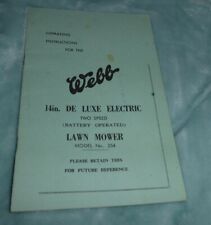 OPERATING
INSTRUCTIONS
FOR THE
Webb
14in. DE LUXE ELECTRIC
TWO SPEED
(BATTERY OPERATED)
LAWN MOWER
MODEL No. 204
PLEASE RETAIN THIS
FOR FUTURE REFERENCE